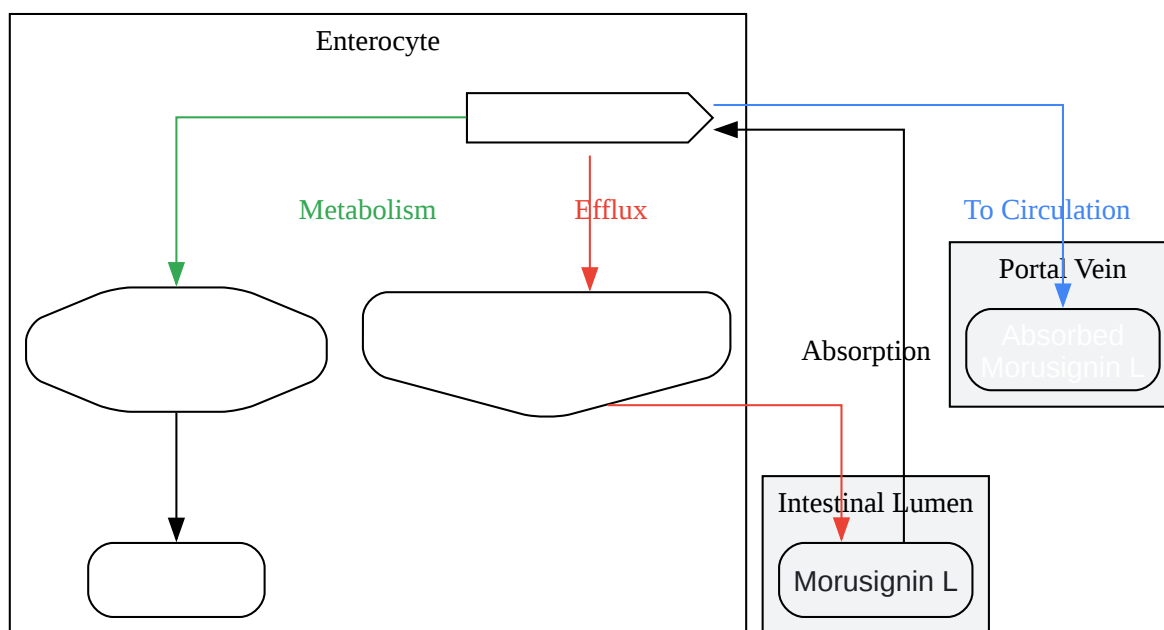 Enterocyte
Metabolism
Efflux
To Circulation
Portal Vein
Absorbed
Morusignin L
Absorption
Intestinal Lumen
Morusignin L